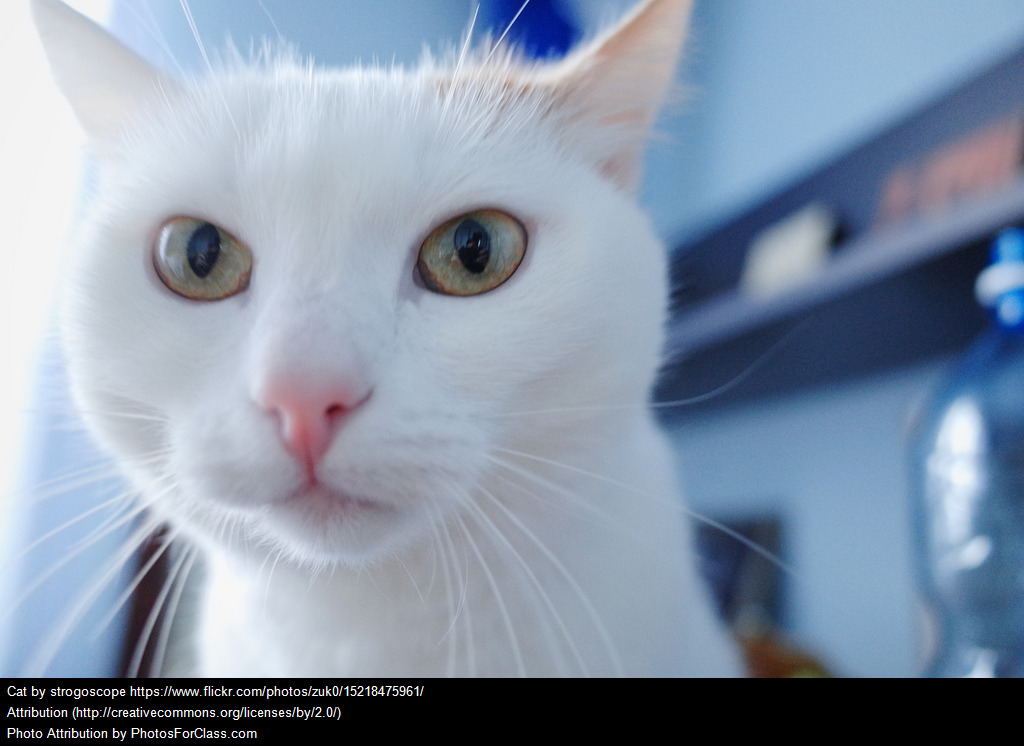 Cat by strogoscope https://www.flickr.com/photos/zuk0/15218475961/
Attribution (http://creativecommons.org/licenses/by/2.0/)
Photo Attribution by PhotosForClass.com